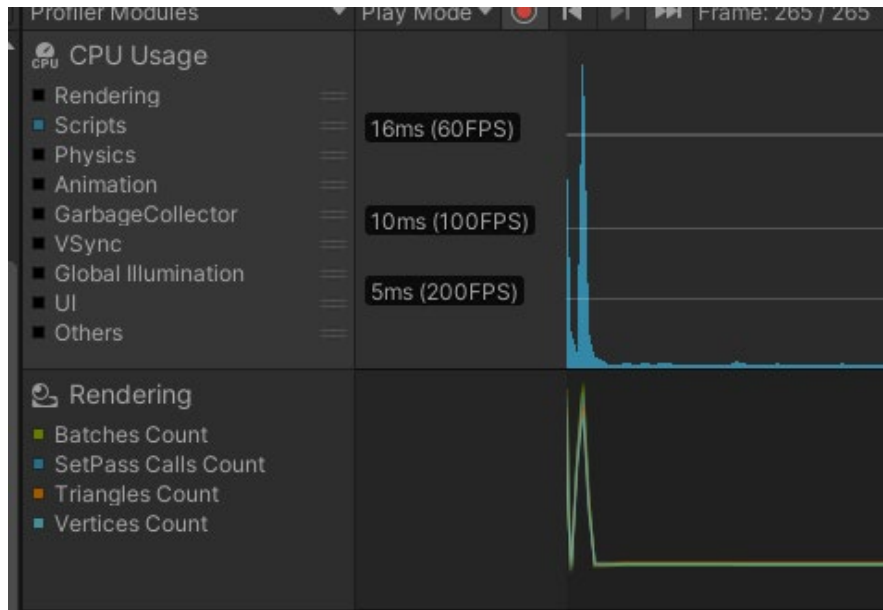 Profiler Modules
Play Mode
Frame: 265 / 265
CPU
CPU Usage
Rendering
Scripts
Physics
Animation
GarbageCollector
VSync
Global Illumination
UI
Others
16ms (60FPS)
10ms (100FPS)
5ms (200FPS)
Rendering
Batches Count
SetPass Calls Count
Triangles Count
Vertices Count